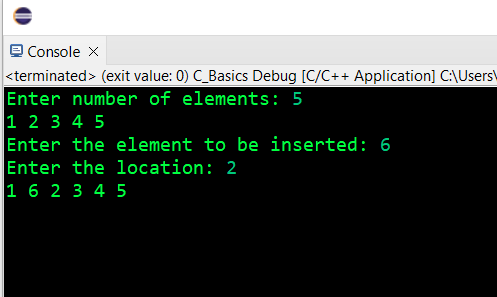 Console
<terminated> (exit value: 0) C_Basics Debug [C/C++ Application] C:\Users\
Enter number of elements: 5
1 2 3 4 5
Enter the element to be inserted: 6
Enter the location: 2
1 6 2 3 4 5